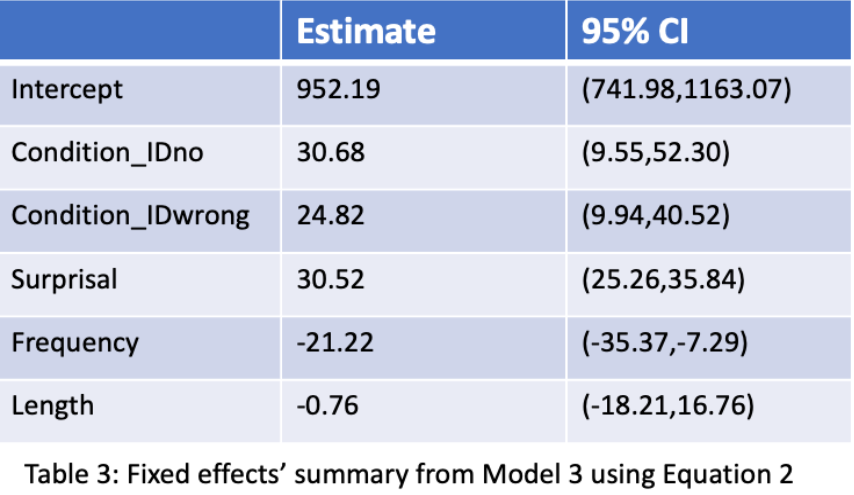 Estimate 95% CI
Intercept 952.19 (741.98,1163.07)
Condition_IDno 30.68 (9.55,52.30)
Condition_IDwrong 24.82 (9.94,40.52)
Surprisal 30.52 (25.26,35.84)
Frequency -21.22 (-35.37,-7.29)
Length -0.76 (-18.21,16.76)
Table 3: Fixed effects’ summary from Model 3 using Equation 2